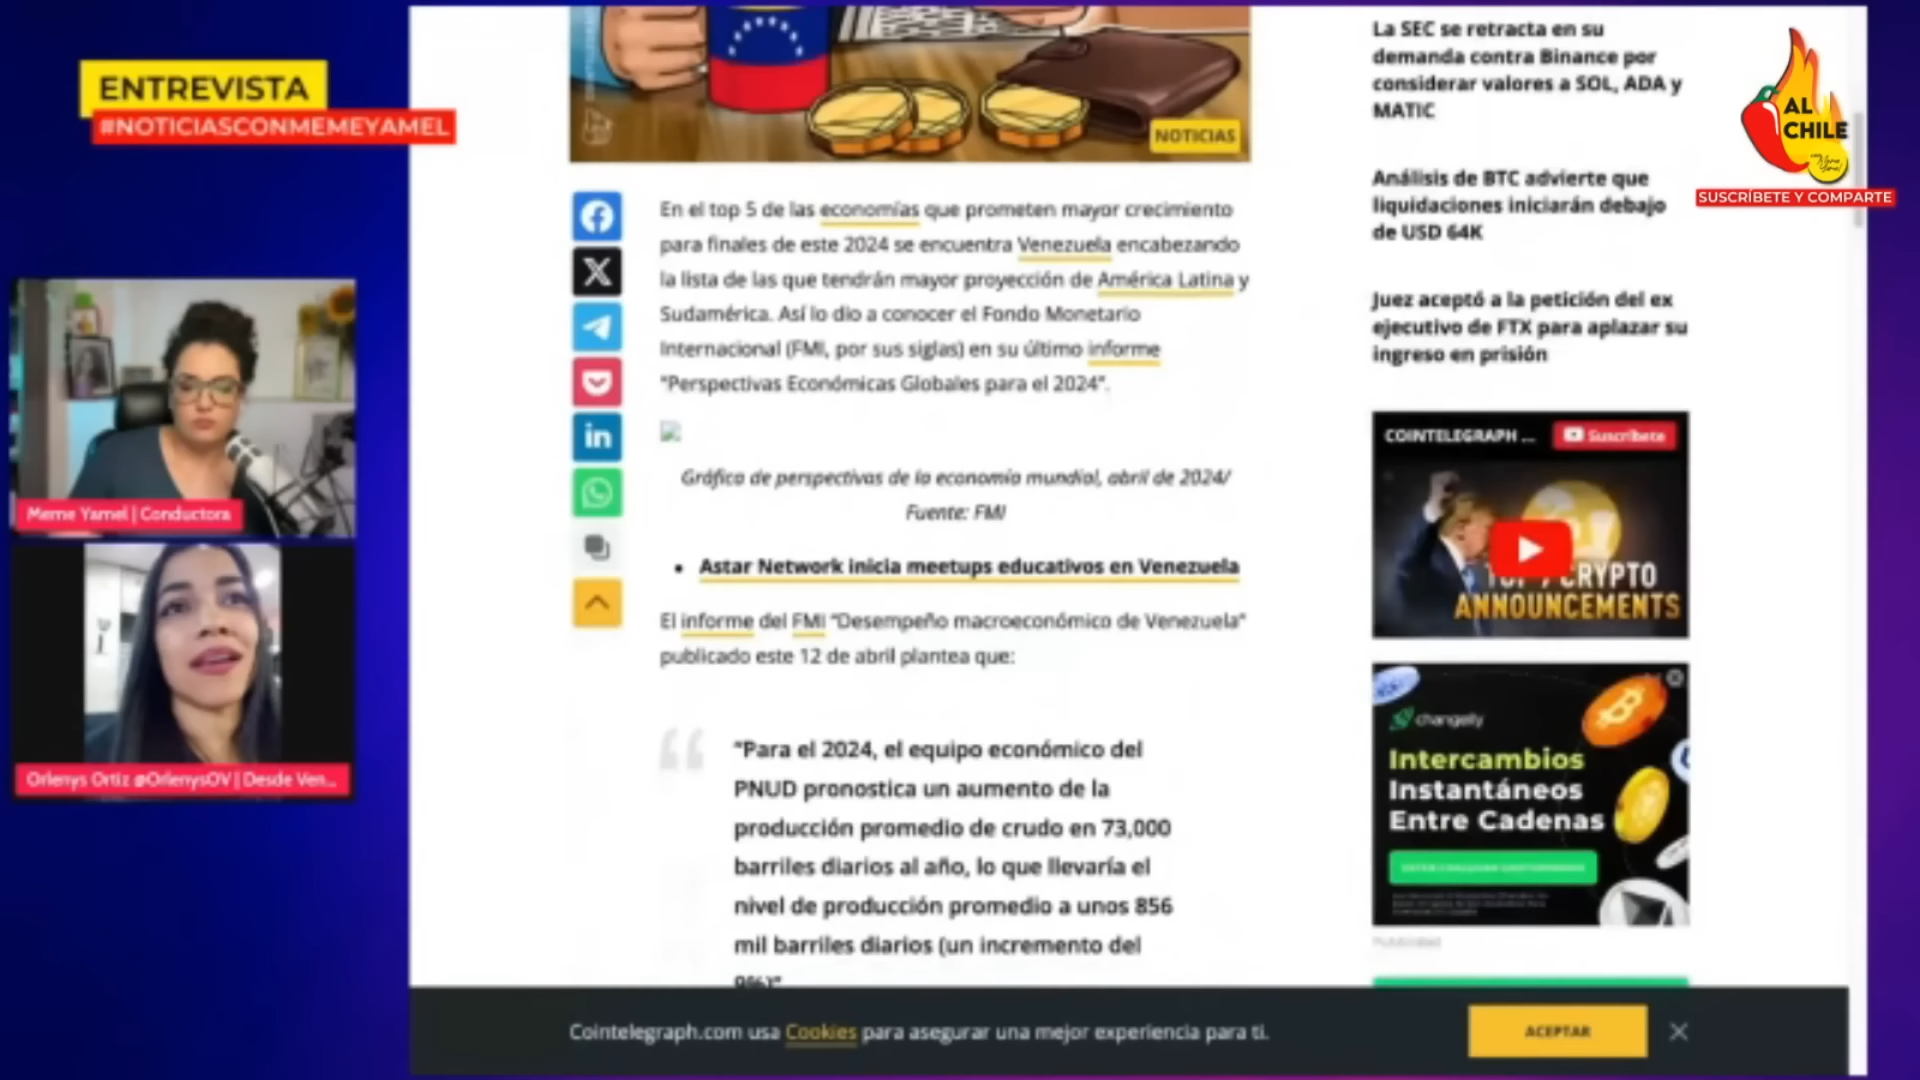 ENTREVISTA
#NOTICIASCONMEMEYAMEL
Meme Yamel | Conductora
Orlenys Ortiz @OrlenysOV | Desde Ven...
NOTICIAS
En el top 5 de las economías que prometen mayor crecimiento
para finales de este 2024 se encuentra Venezuela encabezando
la lista de las que tendrán mayor proyección de América Latina y
Sudamérica. Así lo dio a conocer el Fondo Monetario
Internacional (FMI, por sus siglas) en su último informe
"Perspectivas Económicas Globales para el 2024".
Gráfica de perspectivas de la economía mundial, abril de 2024/
Fuente: FMI
• Astar Network inicia meetups educativos en Venezuela
El informe del FMI "Desempeño macroeconómico de Venezuela"
publicado este 12 de abril plantea que:
"Para el 2024, el equipo económico del
PNUD pronostica un aumento de la
producción promedio de crudo en 73,000
barriles diarios al año, lo que llevaría el
nivel de producción promedio a unos 856
mil barriles diarios (un incremento del
9%)"
La SEC se retracta en su
demanda contra Binance por
considerar valores a SOL, ADA y
MATIC
Análisis de BTC advierte que
liquidaciones iniciarán debajo
de USD 64K
Juez aceptó a la petición del ex
ejecutivo de FTX para aplazar su
ingreso en prisión
COINTELEGRAPH ...
Suscríbete
TOP 7 CRYPTO
ANNOUNCEMENTS
changelly
Intercambios
Instantáneos
Entre Cadenas
Publicidad
AL
CHILE
SUSCRÍBETE Y COMPARTE
Cointelegraph.com usa Cookies para asegurar una mejor experiencia para ti.
ACEPTAR